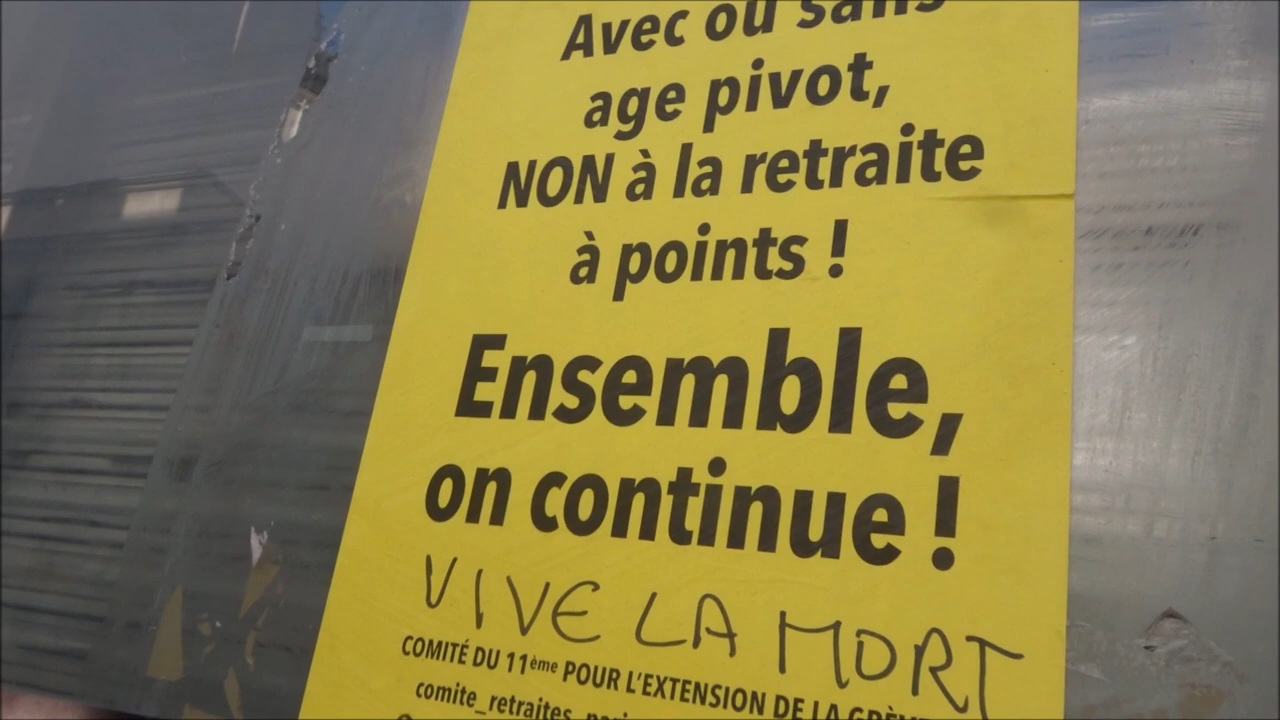 Avec ou sans
age pivot,
NON à la retraite
à points !
Ensemble,
on continue !
VIVE LA MORT
COMITÉ DU 11ème POUR L'EXTENSION DE LA GRÈVE